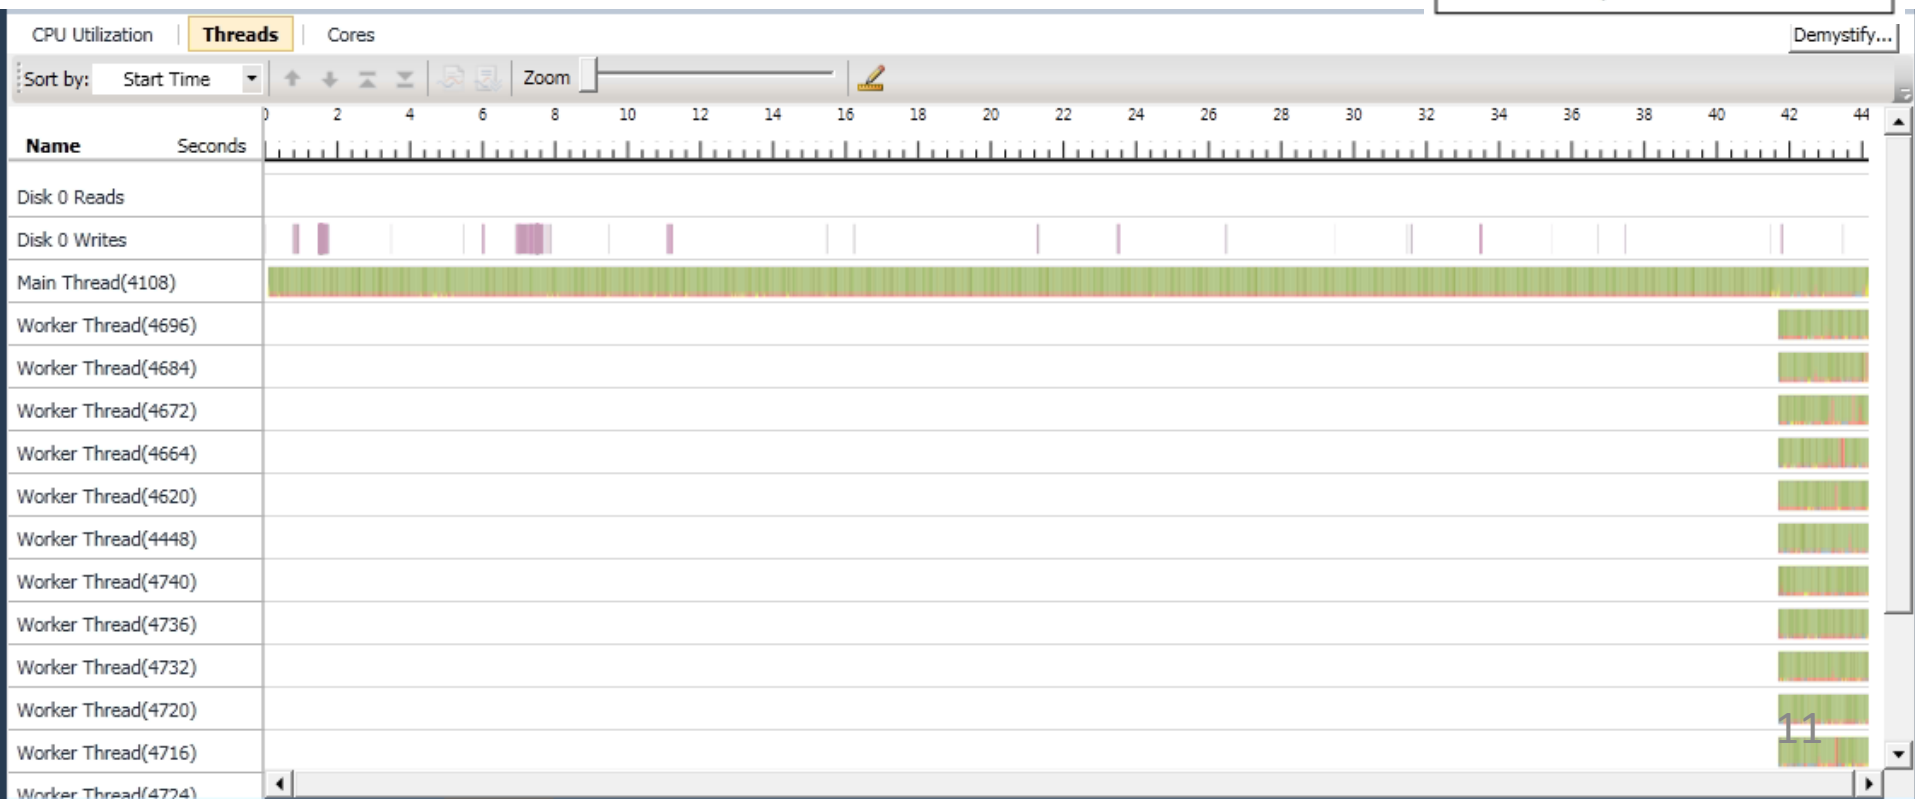 CPU Utilization Threads Cores Demystify...
Sort by: Start Time Zoom
0 2 4 6 8 10 12 14 16 18 20 22 24 26 28 30 32 34 36 38 40 42 44
Name Seconds
Disk 0 Reads
Disk 0 Writes
Main Thread(4108)
Worker Thread(4696)
Worker Thread(4684)
Worker Thread(4672)
Worker Thread(4664)
Worker Thread(4620)
Worker Thread(4448)
Worker Thread(4740)
Worker Thread(4736)
Worker Thread(4732)
Worker Thread(4720)
11
Worker Thread(4716)
Worker Thread(4724)